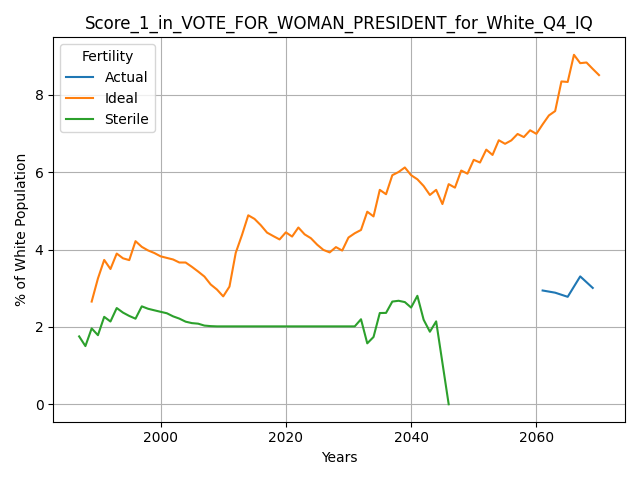 Score_1_in_VOTE_FOR_WOMAN_PRESIDENT_for_White_Q4_IQ
Fertility
Actual
Ideal
Sterile
% of White Population
8
6
4
2
0
2000 2020 2040 2060
Years